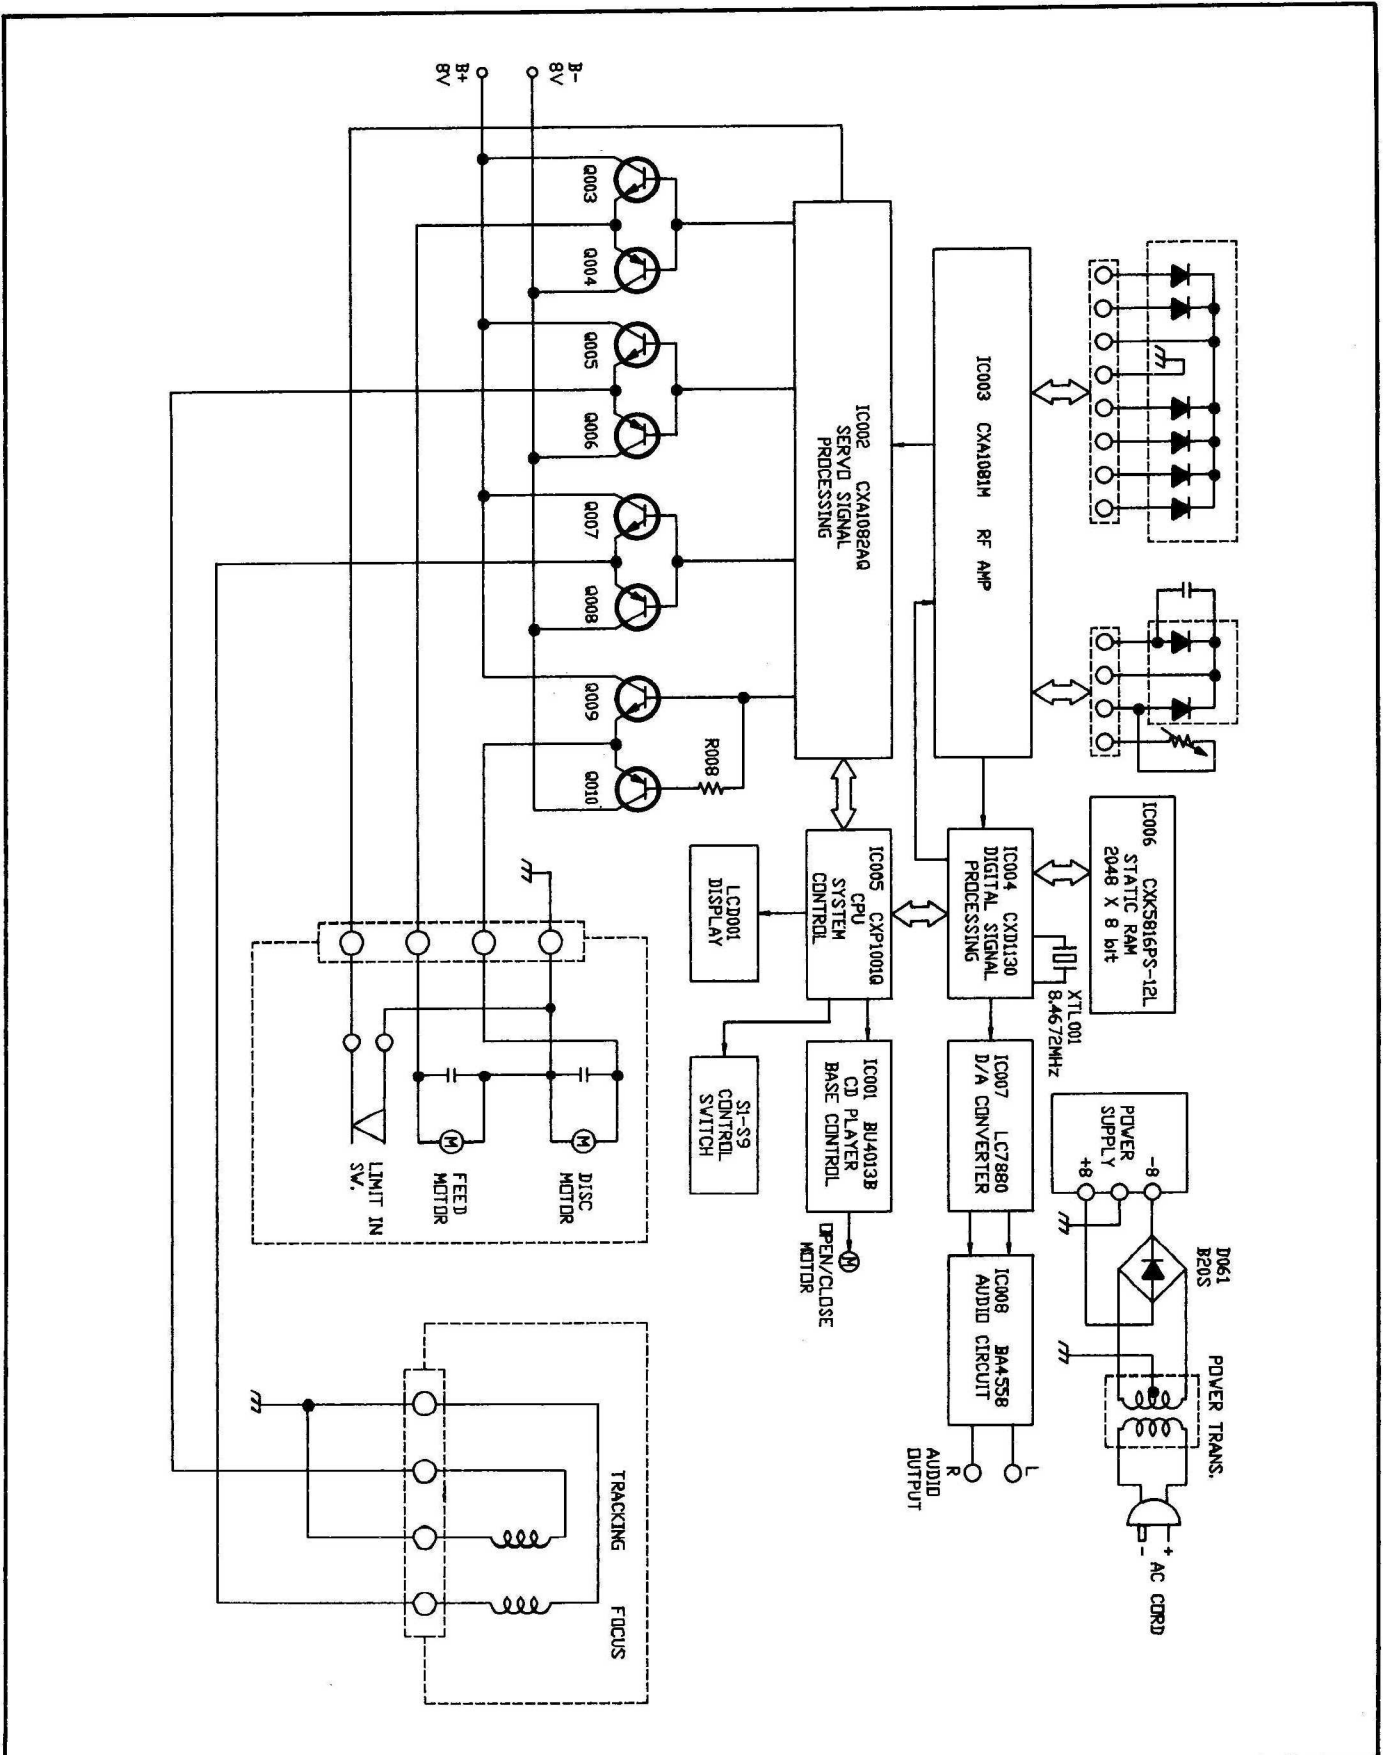 IC003 CXA1081M RF AMP
IC006 CXK5816PS-12L
STATIC RAM
2048 X 8 bit
XTL001
8.4672MHz
POWER
SUPPLY
-8
+8
D061
B20S
POWER TRANS.
+
-
AC CORD
IC002 CXA1082AQ
SERVO SIGNAL
PROCESSING
IC004 CXD1130
DIGITAL SIGNAL
PROCESSING
IC007 LC7880
D/A CONVERTER
IC008 BA4558
AUDIO CIRCUIT
L
R
AUDIO
OUTPUT
IC005 CXP1001Q
CPU
SYSTEM
CONTROL
IC001 BU4013B
CD PLAYER
BASE CONTROL
M
OPEN/CLOSE
MOTOR
LCD001
DISPLAY
S1-S9
CONTROL
SWITCH
R008
Q003
Q004
Q005
Q006
Q007
Q008
Q009
Q010
B-
8V
B+
8V
M
DISC
MOTOR
M
FEED
MOTOR
LIMIT IN
SW.
TRACKING
FOCUS